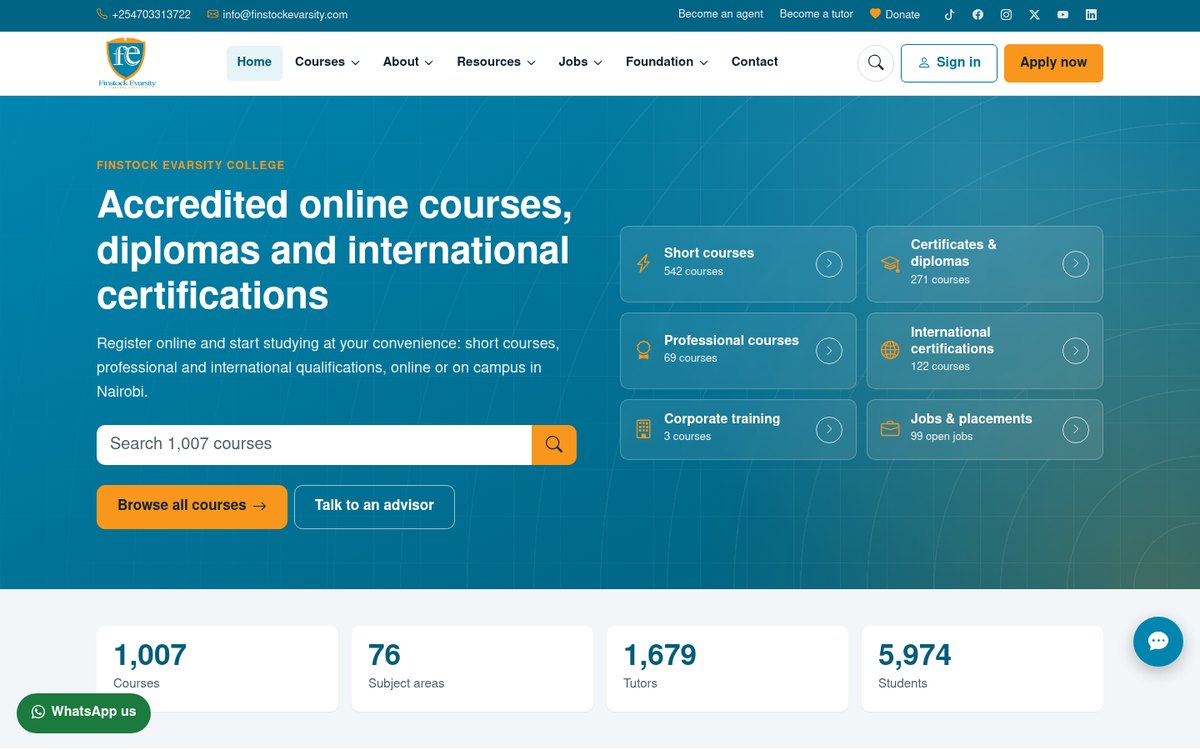 +254703313722 info@finstockevarsity.com Become an agent Become a tutor Donate
fe
Finstock Evarsity
Home Courses About Resources Jobs Foundation Contact Sign in Apply now
FINSTOCK EVARSITY COLLEGE
Accredited online courses,
diplomas and international
certifications
Register online and start studying at your convenience: short courses,
professional and international qualifications, online or on campus in
Nairobi.
Search 1,007 courses
Browse all courses → Talk to an advisor
Short courses
542 courses
Certificates &
diplomas
271 courses
Professional courses
69 courses
International
certifications
122 courses
Corporate training
3 courses
Jobs & placements
99 open jobs
1,007
Courses
76
Subject areas
1,679
Tutors
5,974
Students
WhatsApp us